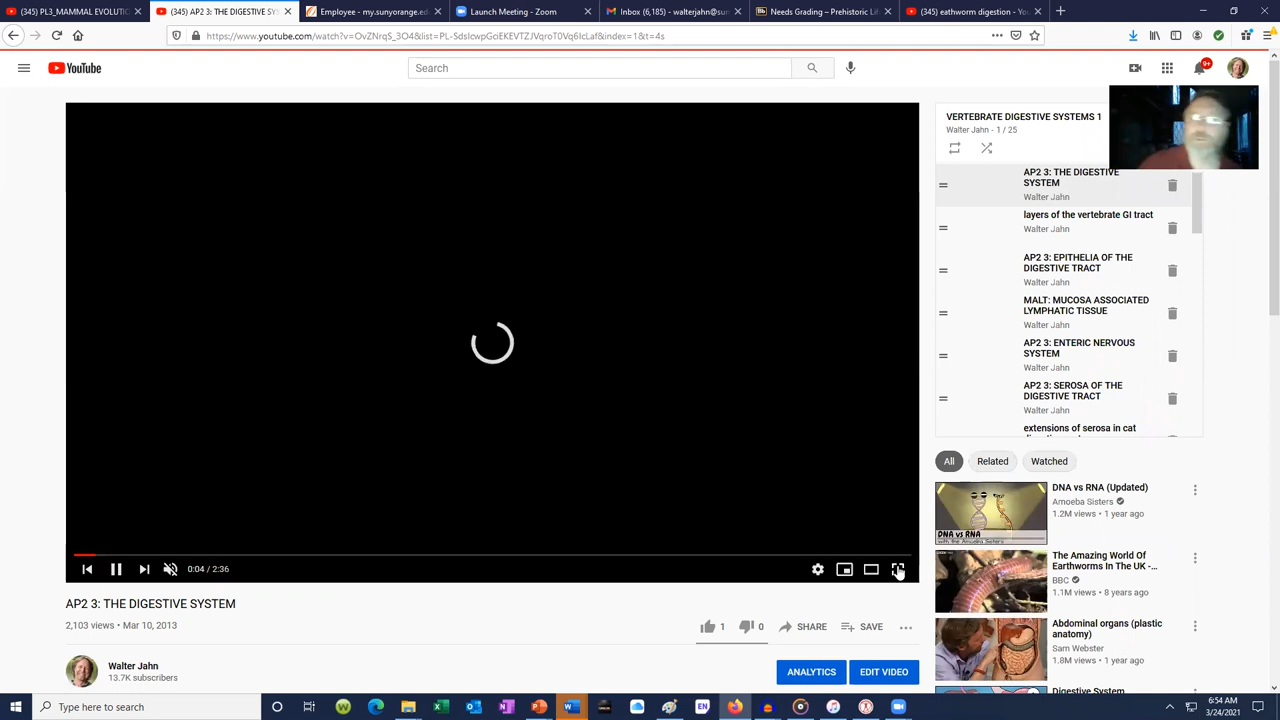 (345) PL3_MAMMAL EVOLUTIO
(345) AP2 3: THE DIGESTIVE SYS
Employee - my.sunyorange.ed
Launch Meeting - Zoom
Inbox (6,185) - walterjahn@sun
Needs Grading – Prehistoric Lif
(345) eathworm digestion - You
https://www.youtube.com/watch?v=OvZNrqS_3O4&list=PL-SdsIowpGoiEKEVTZJVqroT0Vq6IcLaf&index=1&t=4s
YouTube
Search
9+
VERTEBRATE DIGESTIVE SYSTEMS 1
Walter Jahn - 1 / 25
AP2 3: THE DIGESTIVE
SYSTEM
Walter Jahn
layers of the vertebrate GI tract
Walter Jahn
AP2 3: EPITHELIA OF THE
DIGESTIVE TRACT
Walter Jahn
MALT: MUCOSA ASSOCIATED
LYMPHATIC TISSUE
Walter Jahn
AP2 3: ENTERIC NERVOUS
SYSTEM
Walter Jahn
AP2 3: SEROSA OF THE
DIGESTIVE TRACT
Walter Jahn
extensions of serosa in cat
All
Related
Watched
DNA vs RNA (Updated)
Amoeba Sisters
1.2M views • 1 year ago
DNA vs RNA
with the Amoeba Sisters
The Amazing World Of
Earthworms In The UK -...
BBC
1.1M views • 8 years ago
Abdominal organs (plastic
anatomy)
Sam Webster
1.8M views • 1 year ago
Digestive System
0:04 / 2:36
AP2 3: THE DIGESTIVE SYSTEM
2,103 views • Mar 10, 2013
1
0
SHARE
SAVE
Walter Jahn
13.7K subscribers
ANALYTICS
EDIT VIDEO
Type here to search
EN
6:54 AM
3/24/2021